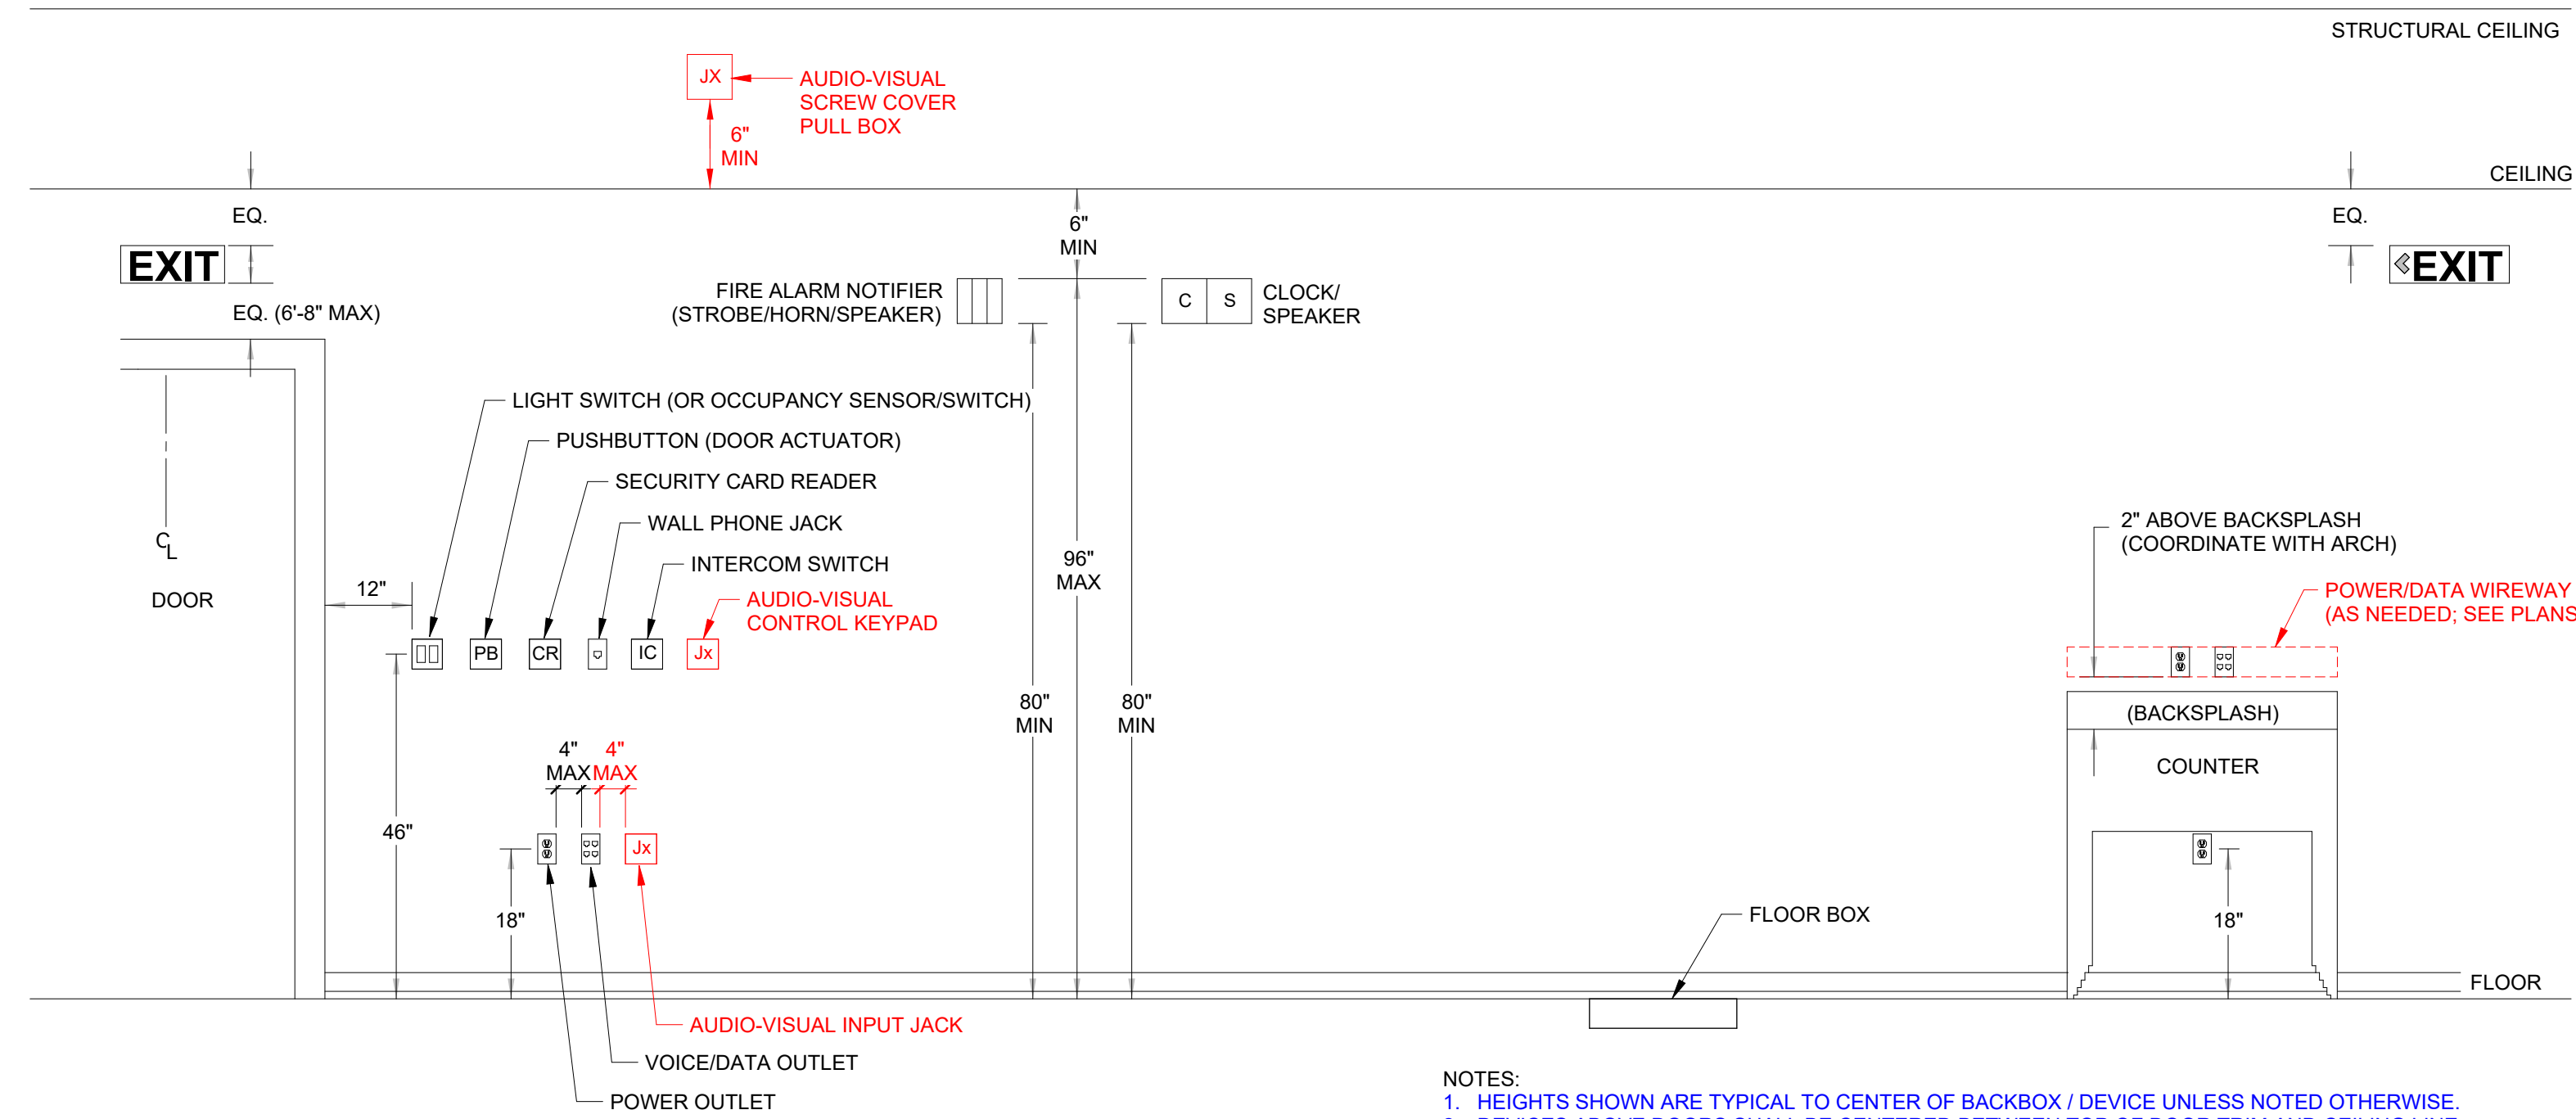 STRUCTURAL CEILING
JX
AUDIO-VISUAL
SCREW COVER
PULL BOX
6"
MIN
CEILING
EQ.
EXIT
EQ. (6'-8" MAX)
6"
MIN
EQ.
EXIT
FIRE ALARM NOTIFIER
(STROBE/HORN/SPEAKER)
C S
CLOCK/
SPEAKER
LIGHT SWITCH (OR OCCUPANCY SENSOR/SWITCH)
PUSHBUTTON (DOOR ACTUATOR)
SECURITY CARD READER
WALL PHONE JACK
INTERCOM SWITCH
AUDIO-VISUAL
CONTROL KEYPAD
CL
DOOR
12"
PB CR IC Jx
96"
MAX
80"
MIN
80"
MIN
2" ABOVE BACKSPLASH
(COORDINATE WITH ARCH)
POWER/DATA WIREWAY
(AS NEEDED; SEE PLANS
(BACKSPLASH)
COUNTER
4"
MAX
4"
MAX
46"
Jx
18"
FLOOR BOX
18"
FLOOR
AUDIO-VISUAL INPUT JACK
VOICE/DATA OUTLET
POWER OUTLET
NOTES:
1. HEIGHTS SHOWN ARE TYPICAL TO CENTER OF BACKBOX / DEVICE UNLESS NOTED OTHERWISE.